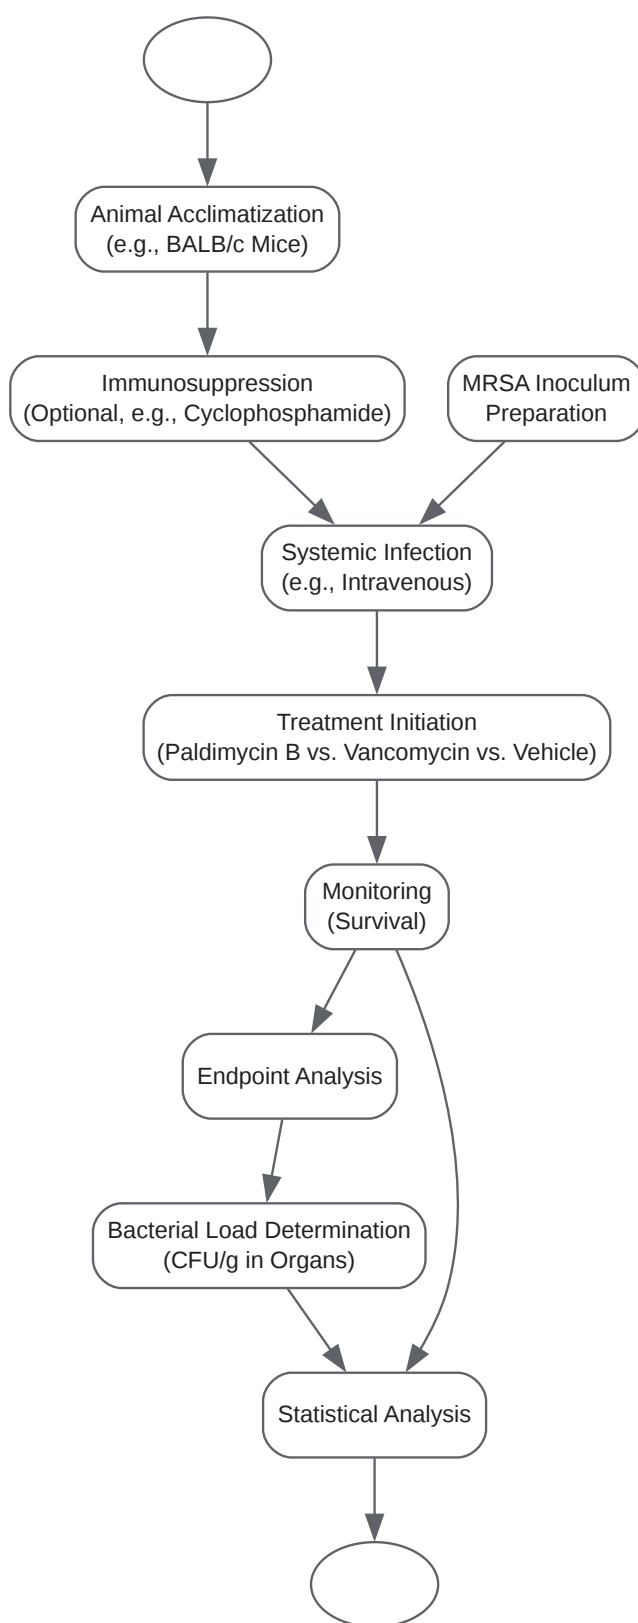 Animal Acclimatization
(e.g., BALB/c Mice)
Immunosuppression
(Optional, e.g., Cyclophosphamide)
MRSA Inoculum
Preparation
Systemic Infection
(e.g., Intravenous)
Treatment Initiation
(Paldimycin B vs. Vancomycin vs. Vehicle)
Monitoring
(Survival)
Endpoint Analysis
Bacterial Load Determination
(CFU/g in Organs)
Statistical Analysis